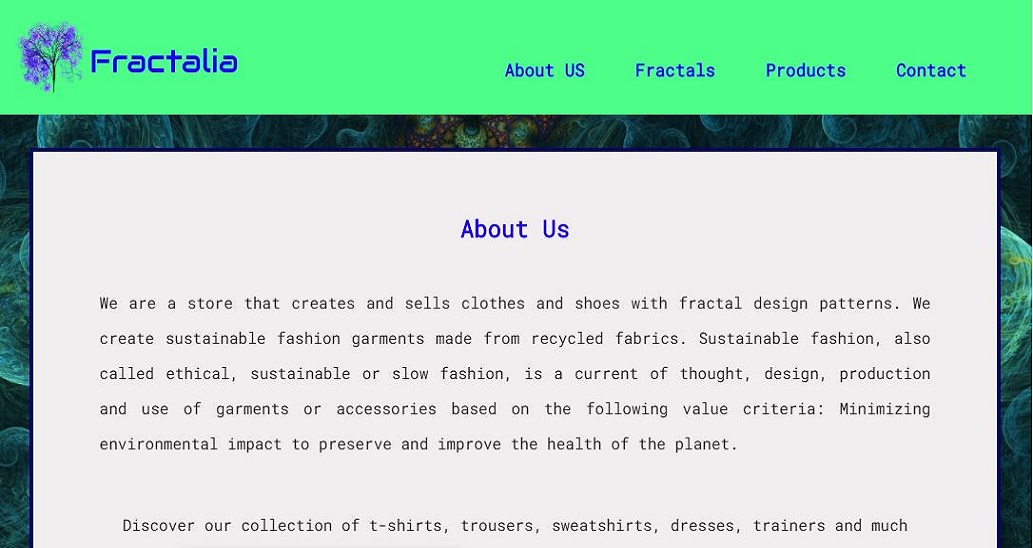 Fractalia
About US Fractals Products Contact
About Us
We are a store that creates and sells clothes and shoes with fractal design patterns. We
create sustainable fashion garments made from recycled fabrics. Sustainable fashion, also
called ethical, sustainable or slow fashion, is a current of thought, design, production
and use of garments or accessories based on the following value criteria: Minimizing
environmental impact to preserve and improve the health of the planet.
Discover our collection of t-shirts, trousers, sweatshirts, dresses, trainers and much